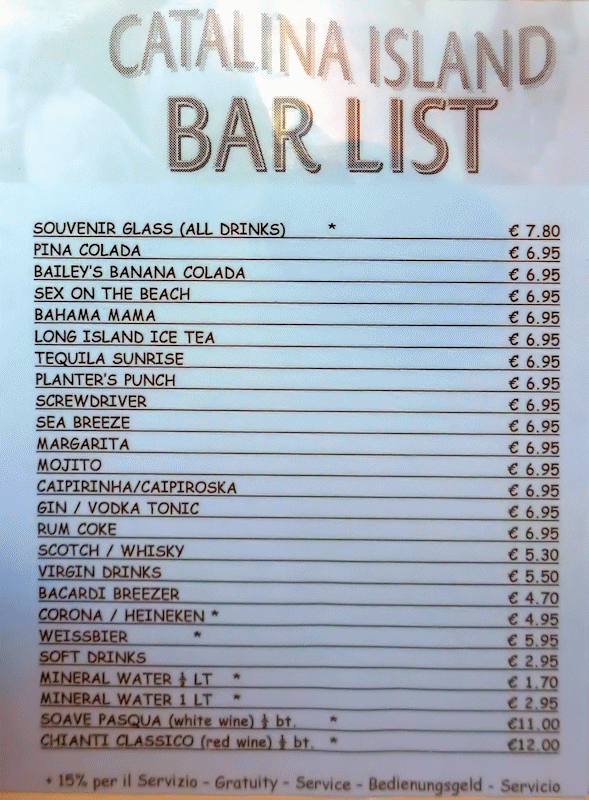 CATALINA ISLAND
BAR LIST
SOUVENIR GLASS (ALL DRINKS) * € 7.80
PINA COLADA € 6.95
BAILEY'S BANANA COLADA € 6.95
SEX ON THE BEACH € 6.95
BAHAMA MAMA € 6.95
LONG ISLAND ICE TEA € 6.95
TEQUILA SUNRISE € 6.95
PLANTER'S PUNCH € 6.95
SCREWDRIVER € 6.95
SEA BREEZE € 6.95
MARGARITA € 6.95
MOJITO € 6.95
CAIPIRINHA/CAIPIROSKA € 6.95
GIN / VODKA TONIC € 6.95
RUM COKE € 6.95
SCOTCH / WHISKY € 5.30
VIRGIN DRINKS € 5.50
BACARDI BREEZER € 4.70
CORONA / HEINEKEN * € 4.95
WEISSBIER * € 5.95
SOFT DRINKS € 2.95
MINERAL WATER ½ LT * € 1.70
MINERAL WATER 1 LT * € 2.95
SOAVE PASQUA (white wine) ½ bt. * €11.00
CHIANTI CLASSICO (red wine) ½ bt. * €12.00
+ 15% per il Servizio - Gratuity - Service - Bedienungsgeld - Servicio